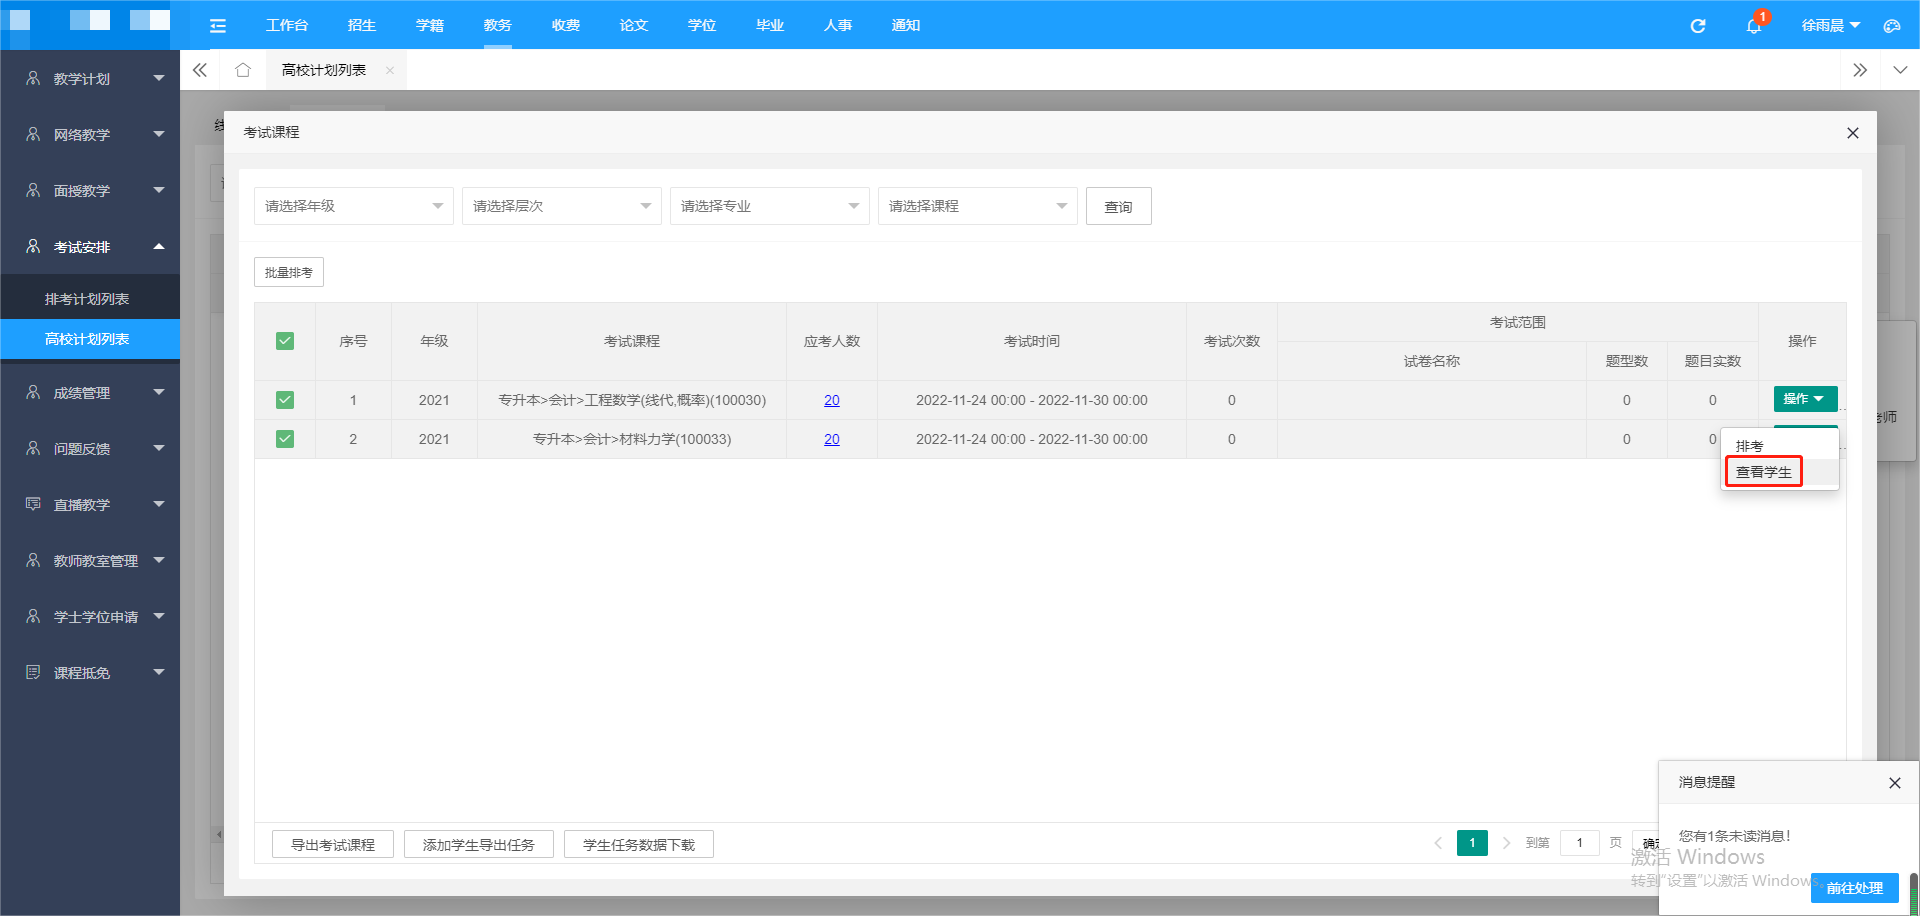 工作台 招生 学籍 教务 收费 论文 学位 毕业 人事 通知 1 徐雨晨
高校计划列表
教学计划
网络教学
面授教学
考试安排
排考计划列表
高校计划列表
成绩管理
问题反馈
直播教学
教师教室管理
学士学位申请
课程抵免
考试课程
请选择年级 请选择层次 请选择专业 请选择课程 查询
批量排考
序号 年级 考试课程 应考人数 考试时间 考试次数 考试范围 操作
试卷名称 题型数 题目实数
1 2021 专升本>会计>工程数学(线代,概率)(100030) 20 2022-11-24 00:00 - 2022-11-30 00:00 0 0 0 操作
2 2021 专升本>会计>材料力学(100033) 20 2022-11-24 00:00 - 2022-11-30 00:00 0 0 0
排考
查看学生
导出考试课程 添加学生导出任务 学生任务数据下载 1 到第 1 页
消息提醒
您有1条未读消息!
激活 Windows
转到"设置"以激活 Windows。
前往处理